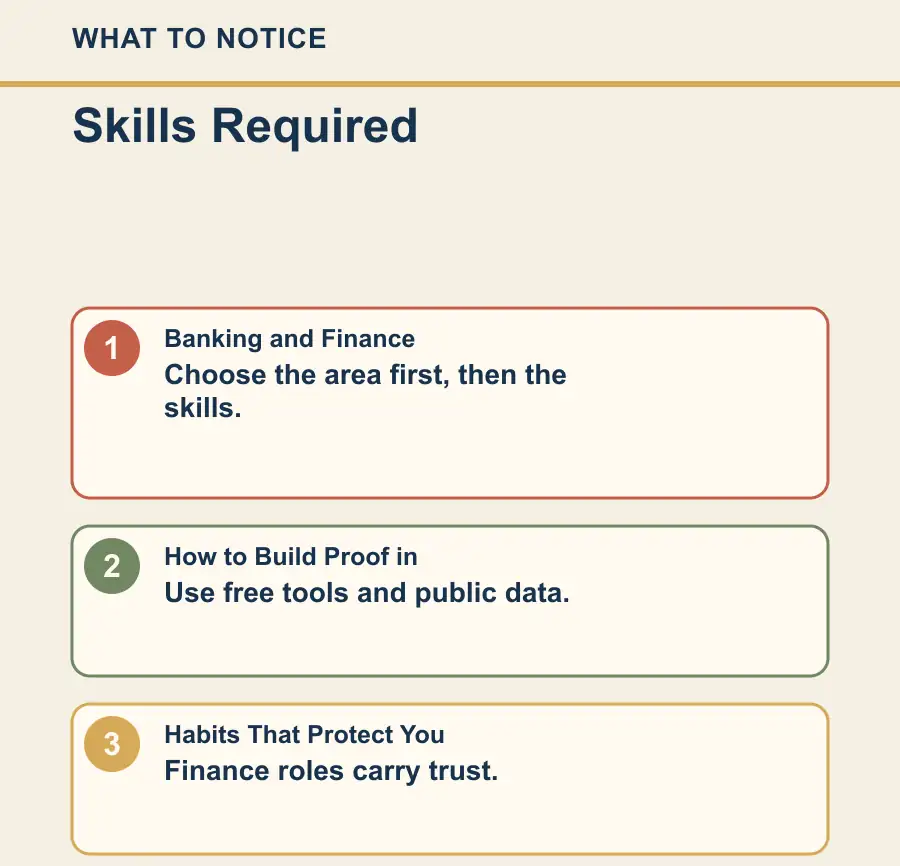 WHAT TO NOTICE
Skills Required
1
Banking and Finance
Choose the area first, then the
skills.
2
How to Build Proof in
Use free tools and public data.
3
Habits That Protect You
Finance roles carry trust.